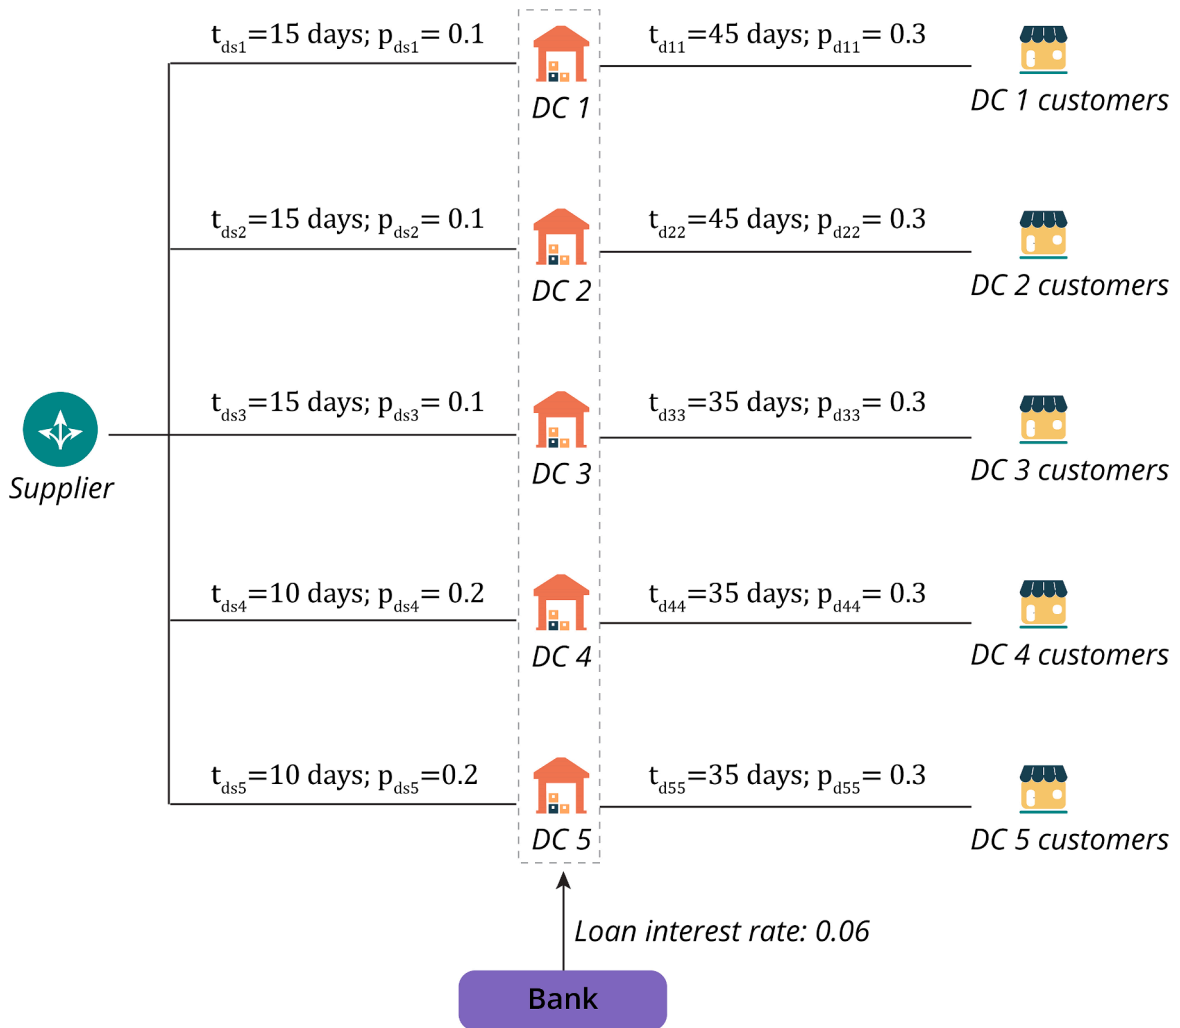 t_ds1=15 days; p_ds1= 0.1
t_d11=45 days; p_d11= 0.3
DC 1
DC 1 customers
t_ds2=15 days; p_ds2= 0.1
t_d22=45 days; p_d22= 0.3
DC 2
DC 2 customers
t_ds3=15 days; p_ds3= 0.1
t_d33=35 days; p_d33= 0.3
DC 3
DC 3 customers
Supplier
t_ds4=10 days; p_ds4= 0.2
t_d44=35 days; p_d44= 0.3
DC 4
DC 4 customers
t_ds5=10 days; p_ds5=0.2
t_d55=35 days; p_d55= 0.3
DC 5
DC 5 customers
Loan interest rate: 0.06
Bank